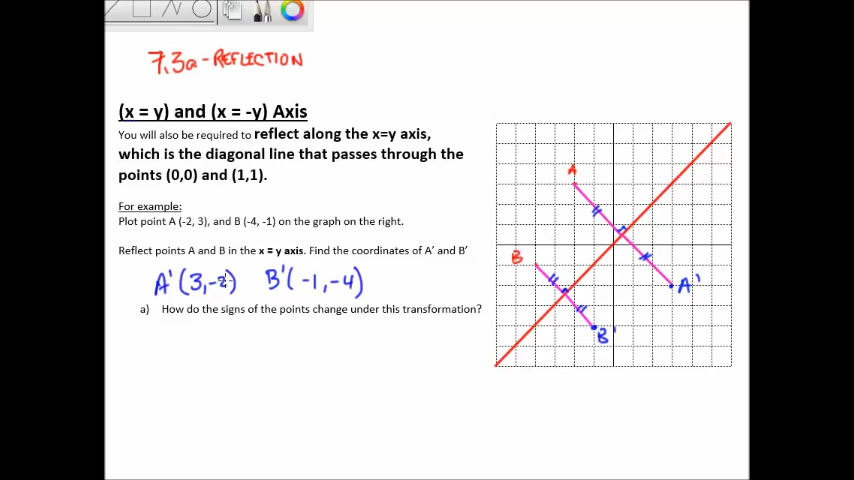 7.3a - REFLECTION
(x = y) and (x = -y) Axis
You will also be required to reflect along the x=y axis,
which is the diagonal line that passes through the
points (0,0) and (1,1).
For example:
Plot point A (-2, 3), and B (-4, -1) on the graph on the right.
Reflect points A and B in the x = y axis. Find the coordinates of A' and B'
A' (3,-2) B' (-1,-4)
a) How do the signs of the points change under this transformation?
A
B
A'
B'